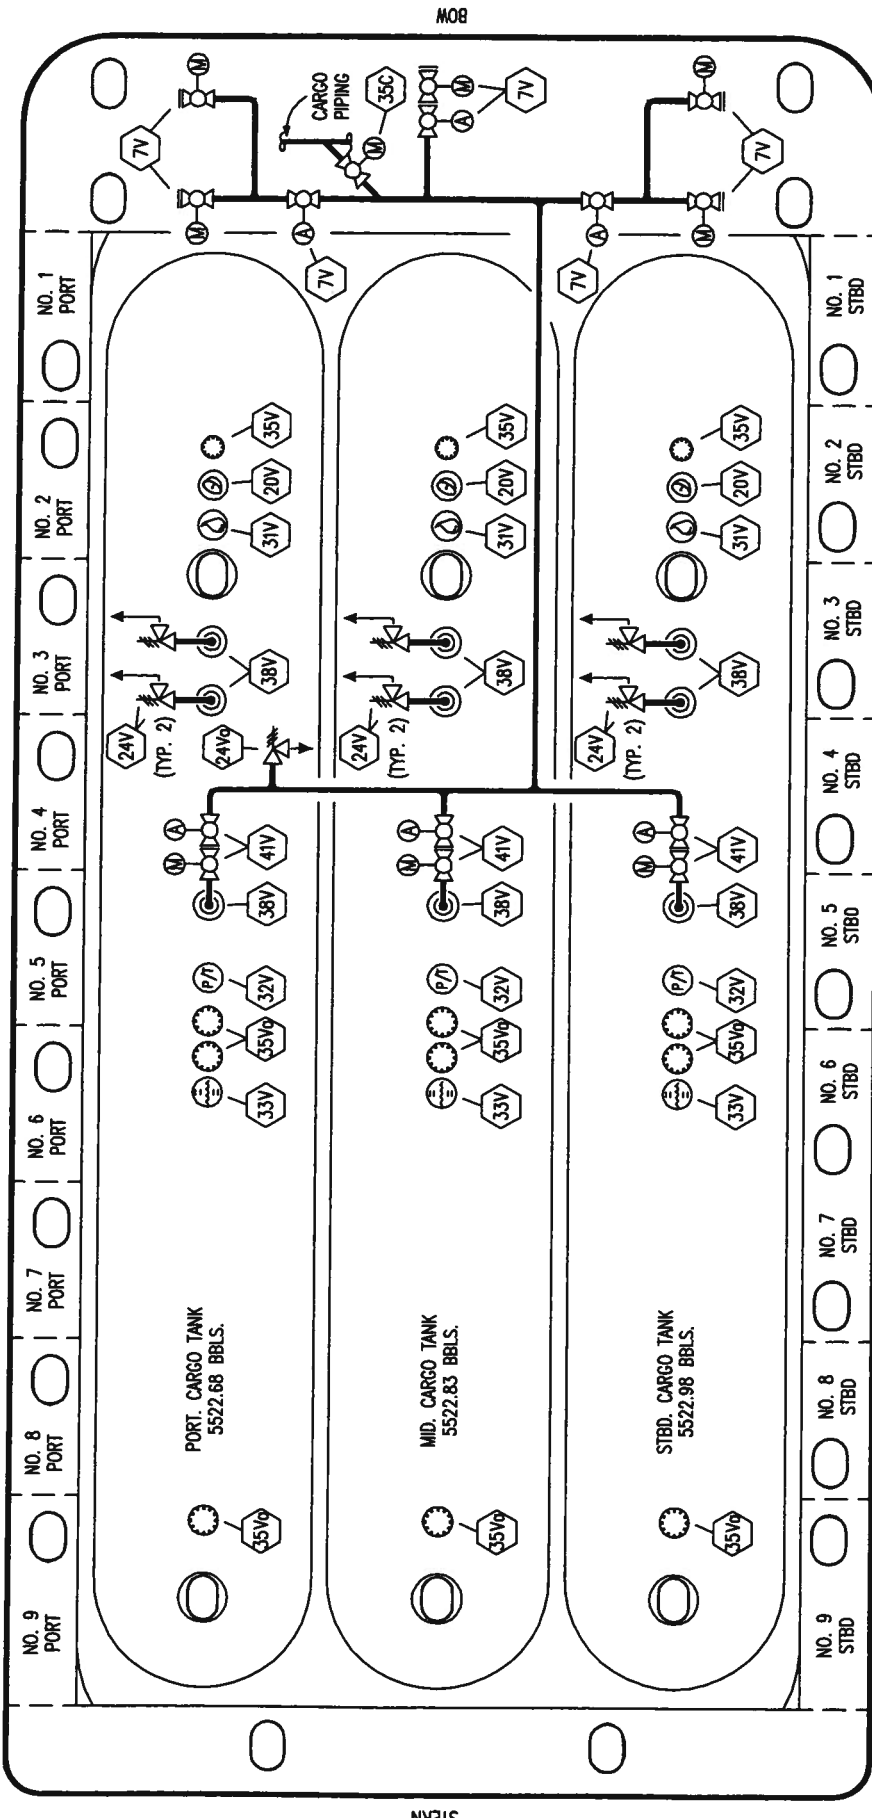 BOW
M
M
7V
CARGO
PIPING
35C
M
M
A
7V
7V
M
A
7V
A
7V
M
NO. 1
PORT
NO. 1
STBD
35V
35V
35V
NO. 2
PORT
20V
20V
20V
NO. 2
STBD
31V
31V
31V
NO. 3
PORT
38V
38V
38V
NO. 3
STBD
24V
(TYP. 2)
24Va
24V
(TYP. 2)
24V
(TYP. 2)
NO. 4
PORT
A
M
41V
A
M
41V
A
M
41V
NO. 4
STBD
38V
38V
38V
NO. 5
PORT
P/T
32V
P/T
32V
P/T
32V
NO. 5
STBD
35Va
35Va
35Va
NO. 6
PORT
33V
33V
33V
NO. 6
STBD
NO. 7
PORT
NO. 7
STBD
PORT. CARGO TANK
5522.68 BBLS.
MID. CARGO TANK
5522.83 BBLS.
STBD. CARGO TANK
5522.98 BBLS.
NO. 8
PORT
NO. 8
STBD
35Va
35Va
35Va
NO. 9
PORT
NO. 9
STBD